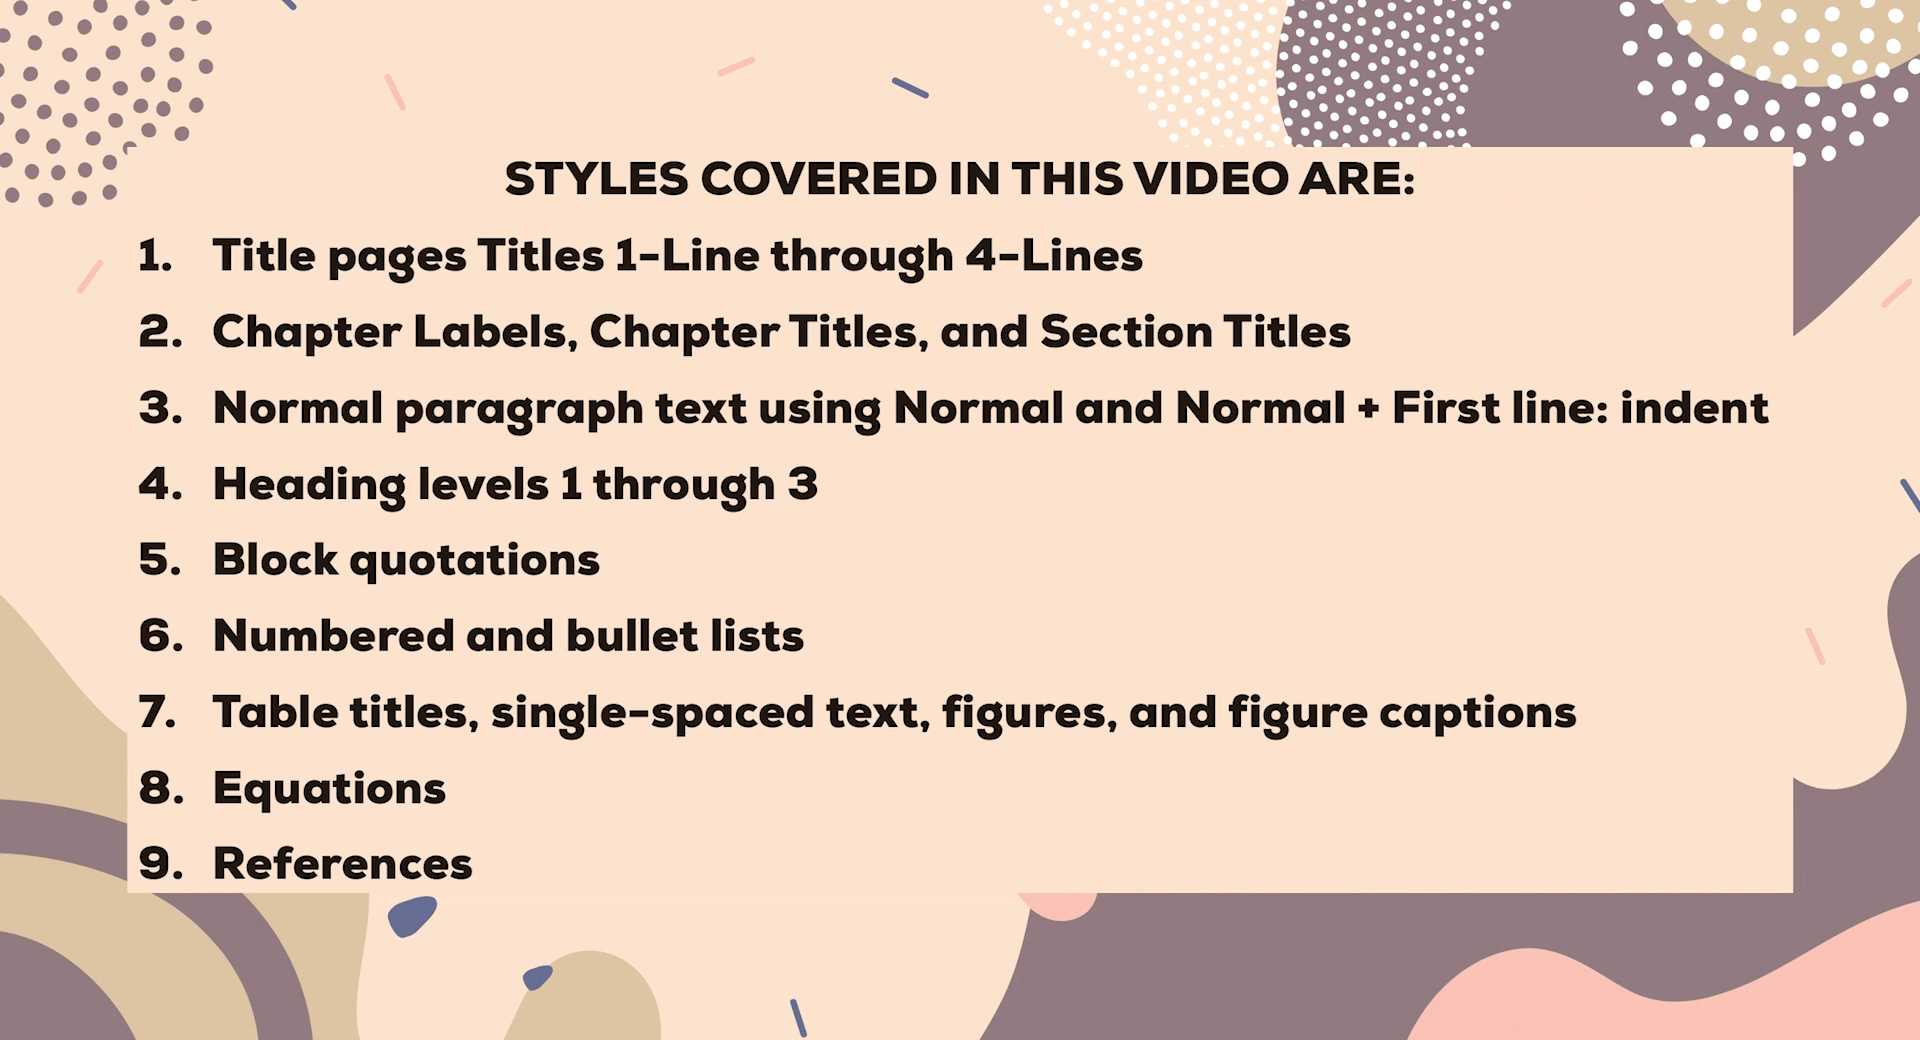 STYLES COVERED IN THIS VIDEO ARE:
1. Title pages Titles 1-Line through 4-Lines
2. Chapter Labels, Chapter Titles, and Section Titles
3. Normal paragraph text using Normal and Normal + First line: indent
4. Heading levels 1 through 3
5. Block quotations
6. Numbered and bullet lists
7. Table titles, single-spaced text, figures, and figure captions
8. Equations
9. References